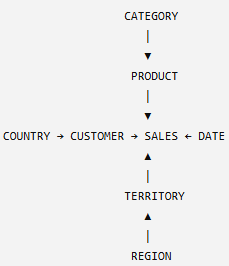 CATEGORY
|
▼
PRODUCT
|
▼
COUNTRY → CUSTOMER → SALES ← DATE
▲
|
TERRITORY
▲
|
REGION